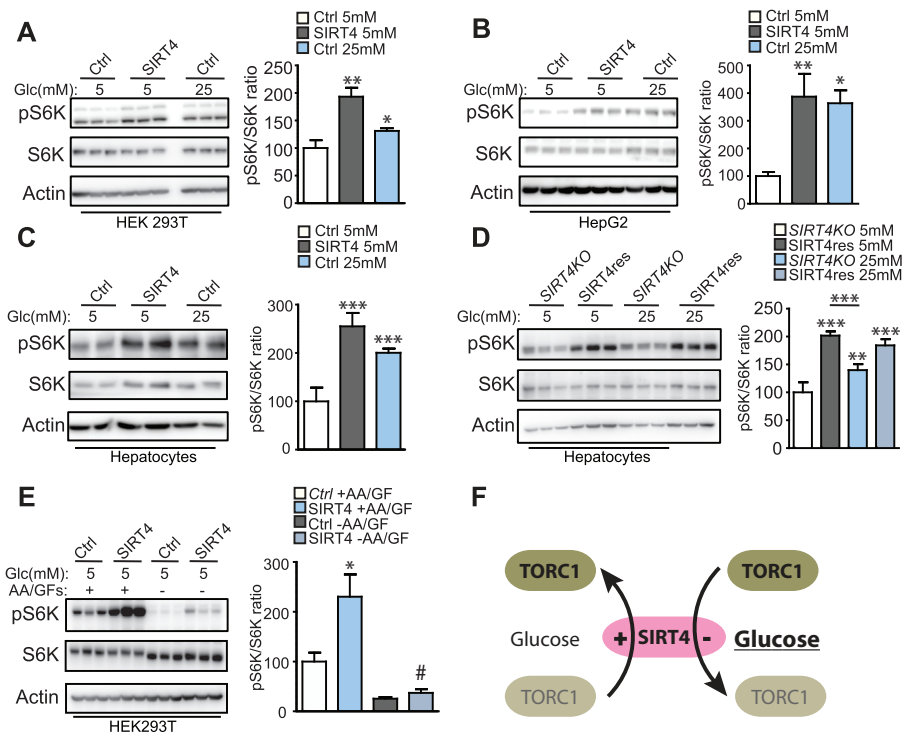 A
Ctrl 5mM
SIRT4 5mM
Ctrl 25mM
Ctrl SIRT4 Ctrl
Glc(mM): 5 5 25
pS6K
S6K
Actin
HEK 293T
pS6K/S6K ratio
200
150
100
50
0
250
** *
B
Ctrl 5mM
SIRT4 5mM
Ctrl 25mM
Ctrl SIRT4 Ctrl
Glc(mM): 5 5 25
pS6K
S6K
Actin
HepG2
pS6K/S6K ratio
500
400
300
200
100
0
** *
C
Ctrl 5mM
SIRT4 5mM
Ctrl 25mM
Ctrl SIRT4 Ctrl
Glc(mM): 5 5 25
pS6K
S6K
Actin
Hepatocytes
pS6K/S6K ratio
300
200
100
0
*** ***
D
SIRT4KO 5mM
SIRT4res 5mM
SIRT4KO 25mM
SIRT4res 25mM
SIRT4KO SIRT4res SIRT4KO SIRT4res
Glc(mM): 5 5 25 25
pS6K
S6K
Actin
Hepatocytes
pS6K/S6K ratio
250
200
150
100
50
0
***
*** ** ***
E
Ctrl +AA/GF
SIRT4 +AA/GF
Ctrl -AA/GF
SIRT4 -AA/GF
Ctrl SIRT4 Ctrl SIRT4
Glc(mM): 5 5 5 5
AA/GFs: + + - -
pS6K
S6K
Actin
HEK293T
pS6K/S6K ratio
300
200
100
0
* #
F
TORC1 TORC1
Glucose + SIRT4 - Glucose
TORC1 TORC1